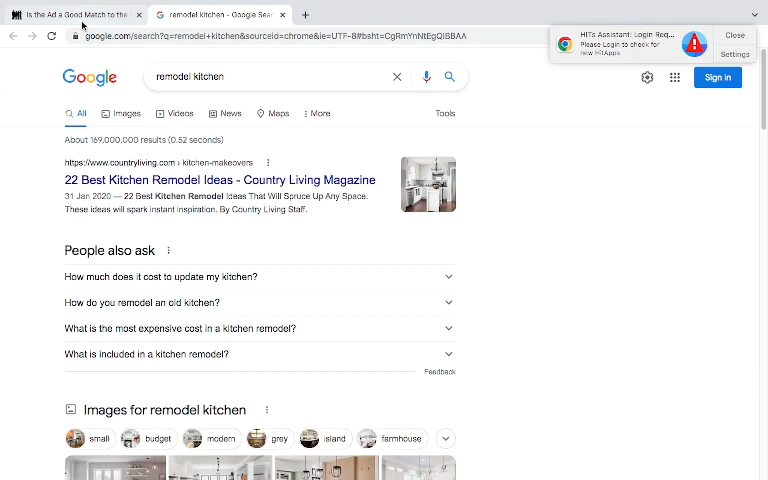 Is the Ad a Good Match to the
remodel kitchen - Google Sear
google.com/search?q=remodel+kitchen&sourceid=chrome&ie=UTF-8#bsht=CgRmYnNtEgQIBBAA
HITs Assistant: Login Req...
Please Login to check for
new HitApps
Close
Settings
Google
remodel kitchen
Sign in
All
Images
Videos
News
Maps
More
Tools
About 169,000,000 results (0.52 seconds)
https://www.countryliving.com › kitchen-makeovers
22 Best Kitchen Remodel Ideas - Country Living Magazine
31 Jan 2020 — 22 Best Kitchen Remodel Ideas That Will Spruce Up Any Space.
These ideas will spark instant inspiration. By Country Living Staff.
People also ask
How much does it cost to update my kitchen?
How do you remodel an old kitchen?
What is the most expensive cost in a kitchen remodel?
What is included in a kitchen remodel?
Feedback
Images for remodel kitchen
small
budget
modern
grey
island
farmhouse